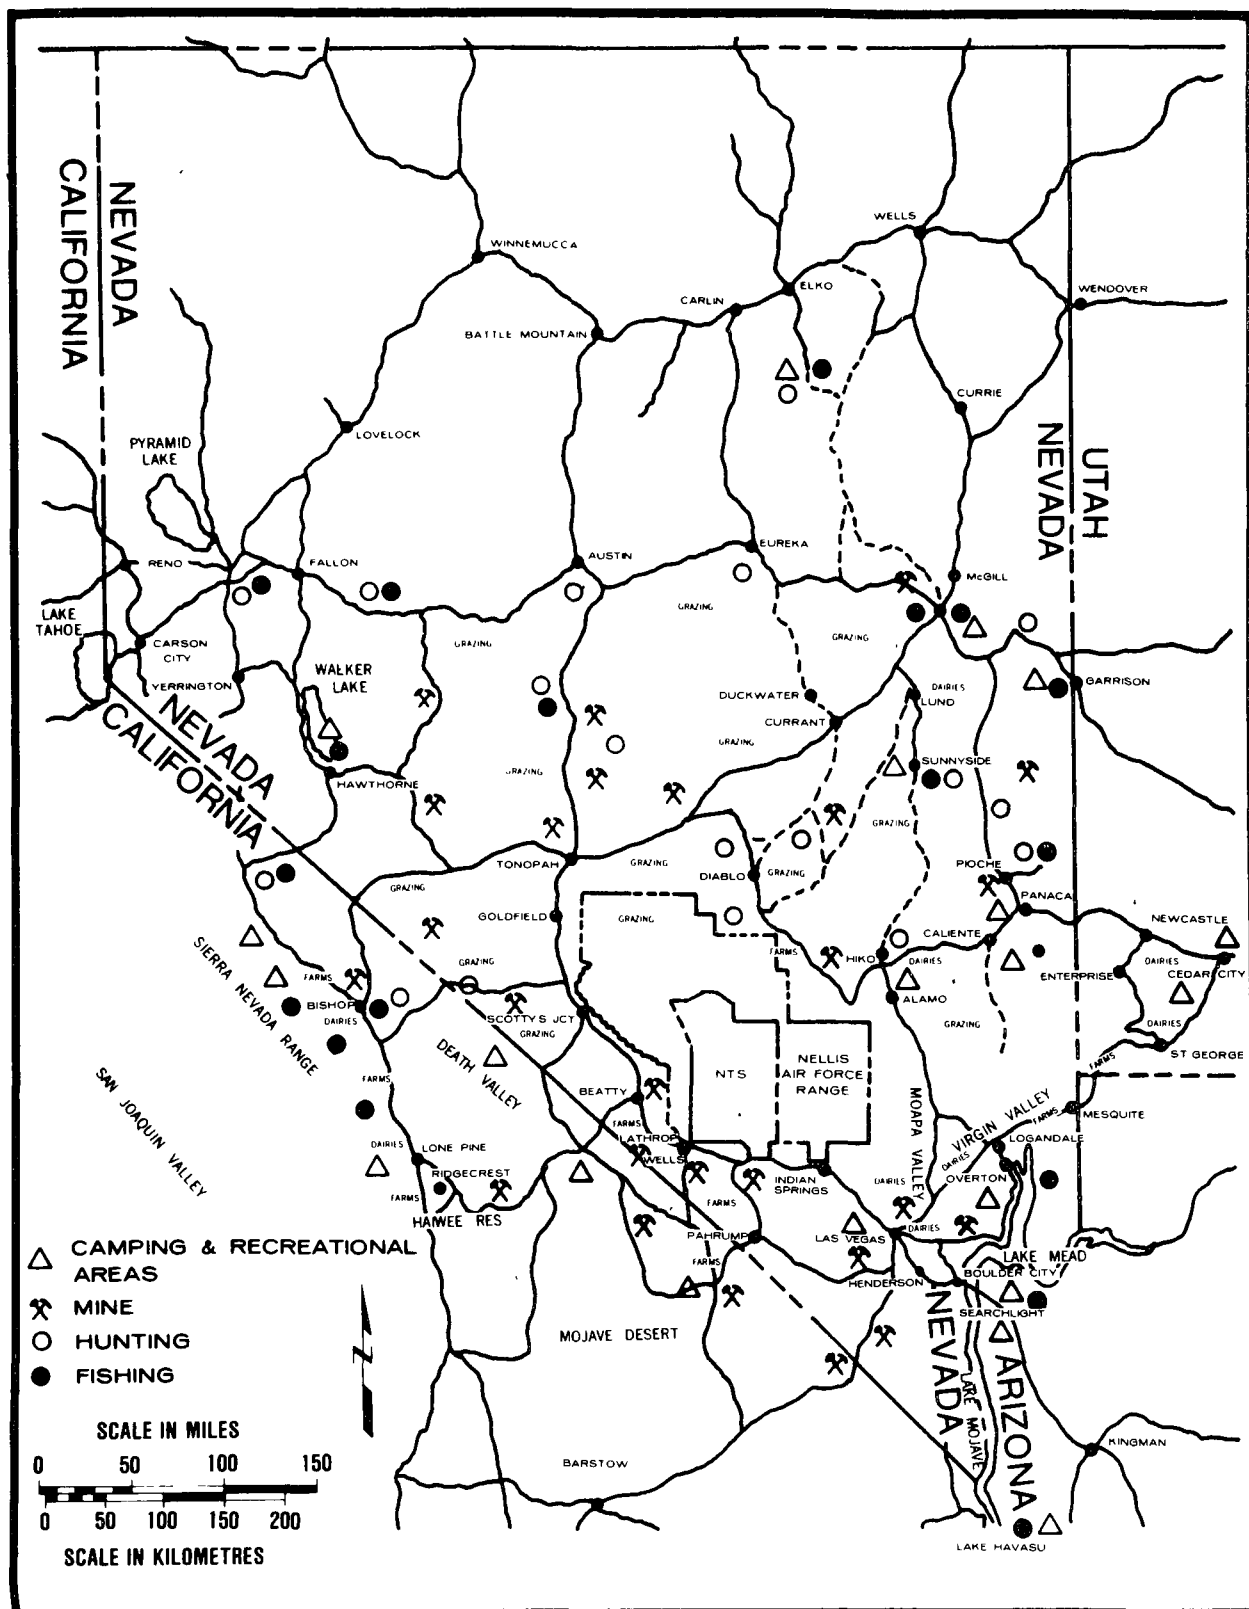 NEVADA
CALIFORNIA
WELLS
WINNEMUCCA
ELKO
CARLIN
WENDOVER
BATTLE MOUNTAIN
CURRIE
LOVELOCK
PYRAMID
LAKE
UTAH
NEVADA
EUREKA
AUSTIN
RENO
FALLON
McGILL
GRAZING
LAKE
TAHOE
CARSON
CITY
GRAZING
GRAZING
WALKER
LAKE
YERRINGTON
DUCKWATER
DAIRIES
LUND
GARRISON
NEVADA
CALIFORNIA
CURRANT
GRAZING
SUNNYSIDE
GRAZING
GRAZING
HAWTHORNE
GRAZING
TONOPAH
GRAZING
DIABLO
GRAZING
PIOCHE
GRAZING
PANACA
GOLDFIELD
GRAZING
NEWCASTLE
CALIENTE
SIERRA NEVADA RANGE
FARMS
GRAZING
FARMS
HIKO
DAIRIES
DAIRIES
ENTERPRISE
CEDAR CITY
BISHOP
DAIRIES
SCOTTY'S JCT
GRAZING
ALAMO
GRAZING
DAIRIES
ST GEORGE
DEATH VALLEY
NTS
NELLIS
AIR FORCE
RANGE
FARMS
SAN JOAQUIN VALLEY
FARMS
BEATTY
MOAPA VALLEY
VIRGIN VALLEY
FARMS
MESQUITE
FARMS
LATHROP
WELLS
LOGANDALE
DAIRIES
LONE PINE
DAIRIES
RIDGECREST
INDIAN
SPRINGS
DAIRIES
OVERTON
FARMS
FARMS
HAIWEE RES
PAHRUMP
LAS VEGAS
DAIRIES
LAKE MEAD
FARMS
HENDERSON
BOULDER CITY
SEARCHLIGHT
MOJAVE DESERT
NEVADA
ARIZONA
LAKE MOJAVE
KINGMAN
BARSTOW
LAKE HAVASU
CAMPING & RECREATIONAL
AREAS
MINE
HUNTING
FISHING
N
SCALE IN MILES
0 50 100 150
0 50 100 150 200
SCALE IN KILOMETRES